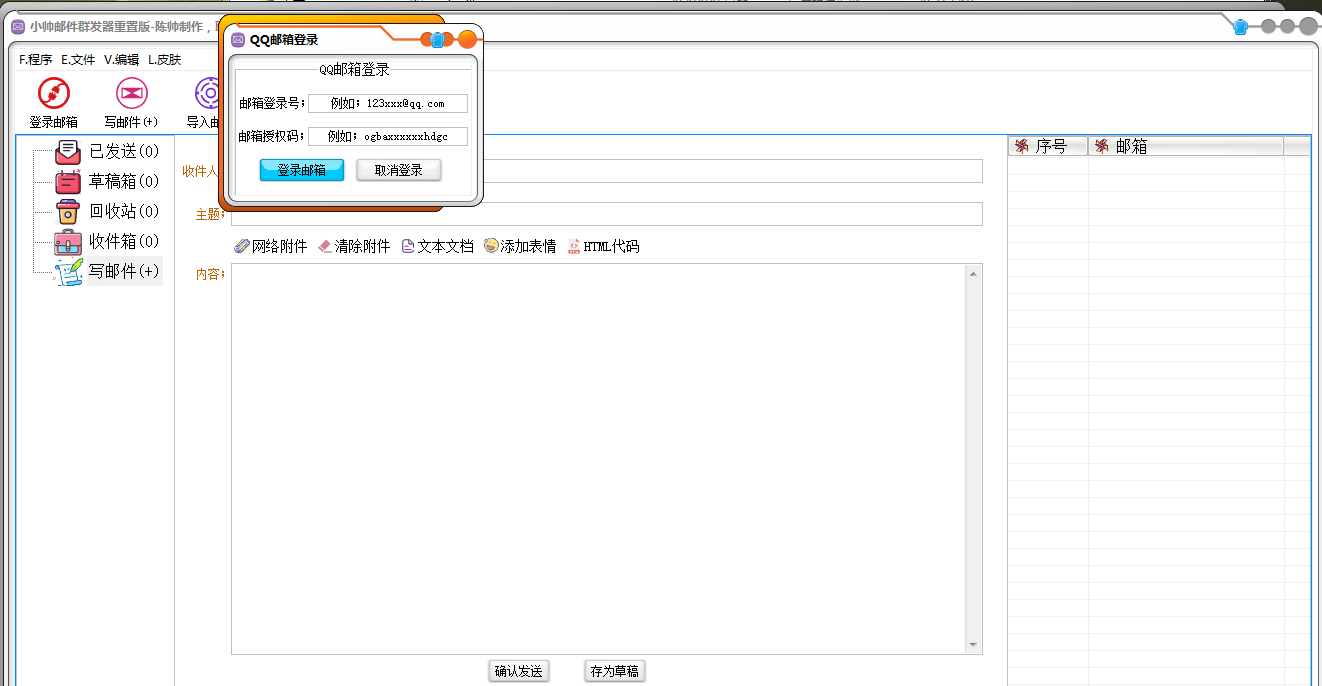 小帅邮件群发器重置版-陈帅制作，
QQ邮箱登录
F.程序 E.文件 V.编辑 L.皮肤
QQ邮箱登录
邮箱登录号； 例如；123xxx@qq.com
登录邮箱 写邮件(+) 导入
邮箱授权码； 例如；ogbaxxxxxxhdgc
已发送(0)
序号 邮箱
收件人
登录邮箱 取消登录
草稿箱(0)
回收站(0)
主题；
收件箱(0)
网络附件 清除附件 文本文档 添加表情 HTML代码
写邮件(+)
内容；
确认发送 存为草稿